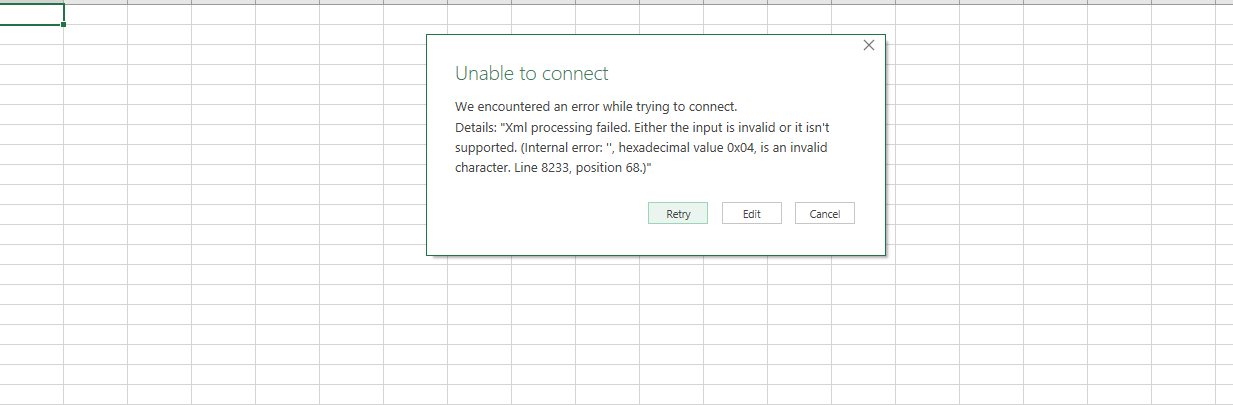 Unable to connect
We encountered an error while trying to connect.
Details: "Xml processing failed. Either the input is invalid or it isn't
supported. (Internal error: '', hexadecimal value 0x04, is an invalid
character. Line 8233, position 68.)"
Retry Edit Cancel